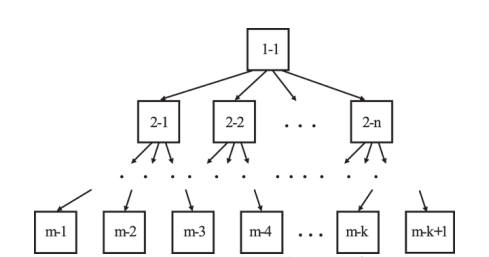 1-1
2-1 2-2 . . . 2-n
m-1 m-2 m-3 m-4 . . . m-k m-k+1